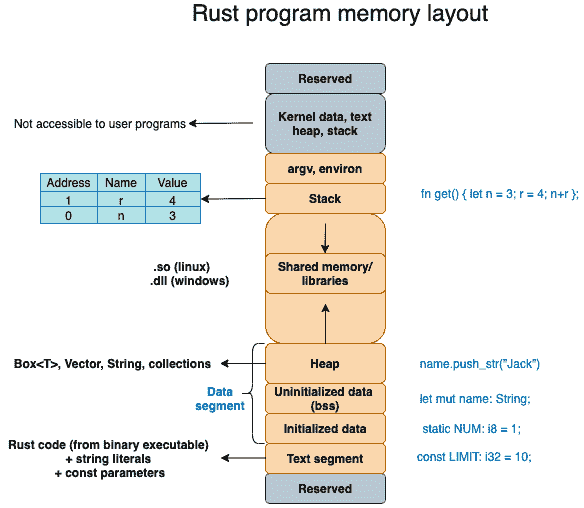 Rust program memory layout
Reserved
Kernel data, text
heap, stack
Not accessible to user programs
argv, environ
Stack
fn get() { let n = 3; r = 4; n+r };
Address Name Value
1 r 4
0 n 3
.so (linux)
.dll (windows)
Shared memory/
libraries
Box<T>, Vector, String, collections
Heap
name.push_str("Jack")
Data
segment
Uninitialized data
(bss)
let mut name: String;
Initialized data
static NUM: i8 = 1;
Rust code (from binary executable)
+ string literals
+ const parameters
Text segment
const LIMIT: i32 = 10;
Reserved